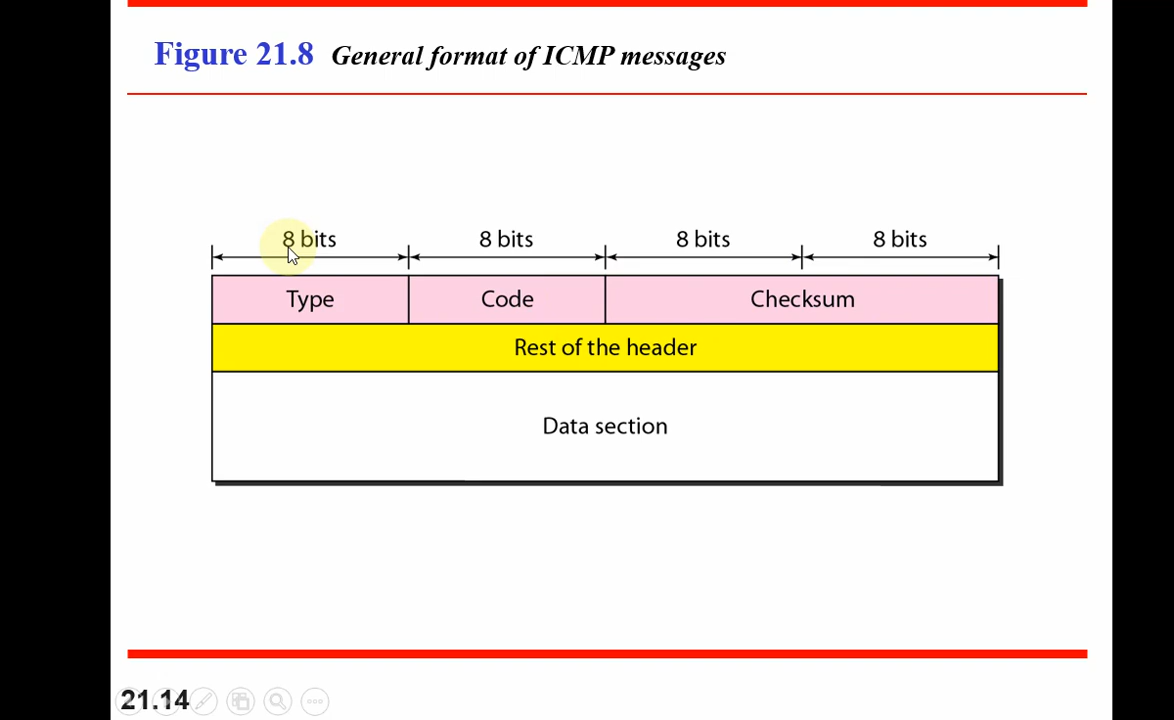 Figure 21.8 General format of ICMP messages
8 bits 8 bits 8 bits 8 bits
Type Code Checksum
Rest of the header
Data section
21.14